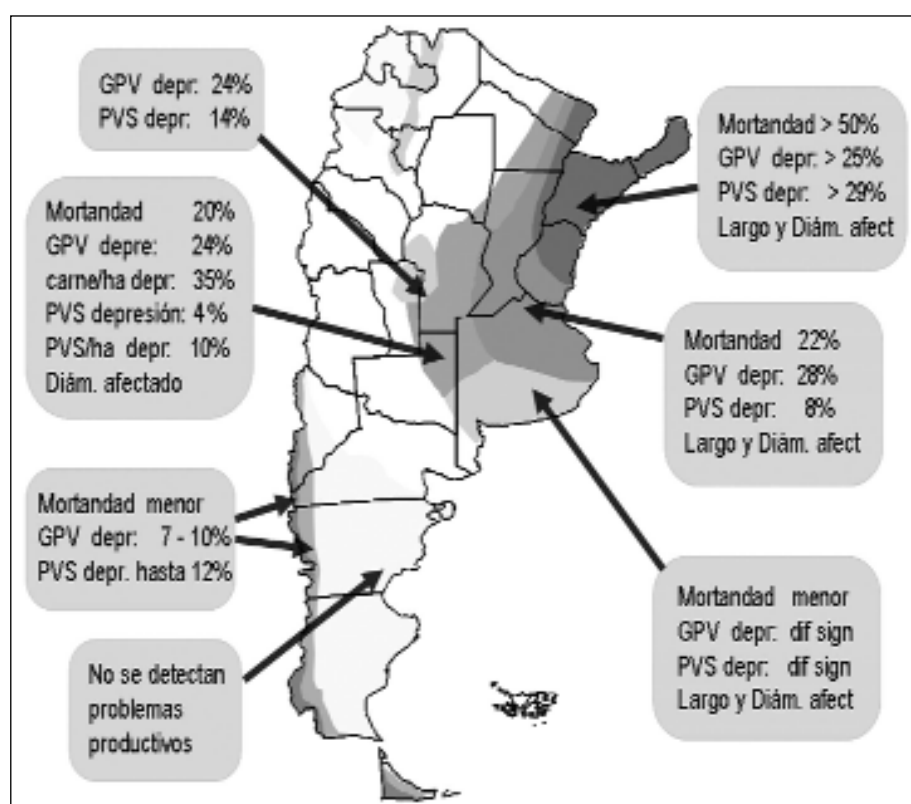 GPV depr: 24%
PVS depr: 14%
Mortandad > 50%
GPV depr: > 25%
PVS depr: > 29%
Largo y Diám. afect
Mortandad 20%
GPV depre: 24%
carne/ha depr: 35%
PVS depresión: 4%
PVS/ha depr: 10%
Diám. afectado
Mortandad 22%
GPV depr: 28%
PVS depr: 8%
Largo y Diám. afect
Mortandad menor
GPV depr: 7 - 10%
PVS depr. hasta 12%
Mortandad menor
GPV depr: dif sign
PVS depr: dif sign
Largo y Diám. afect
No se detectan
problemas
productivos